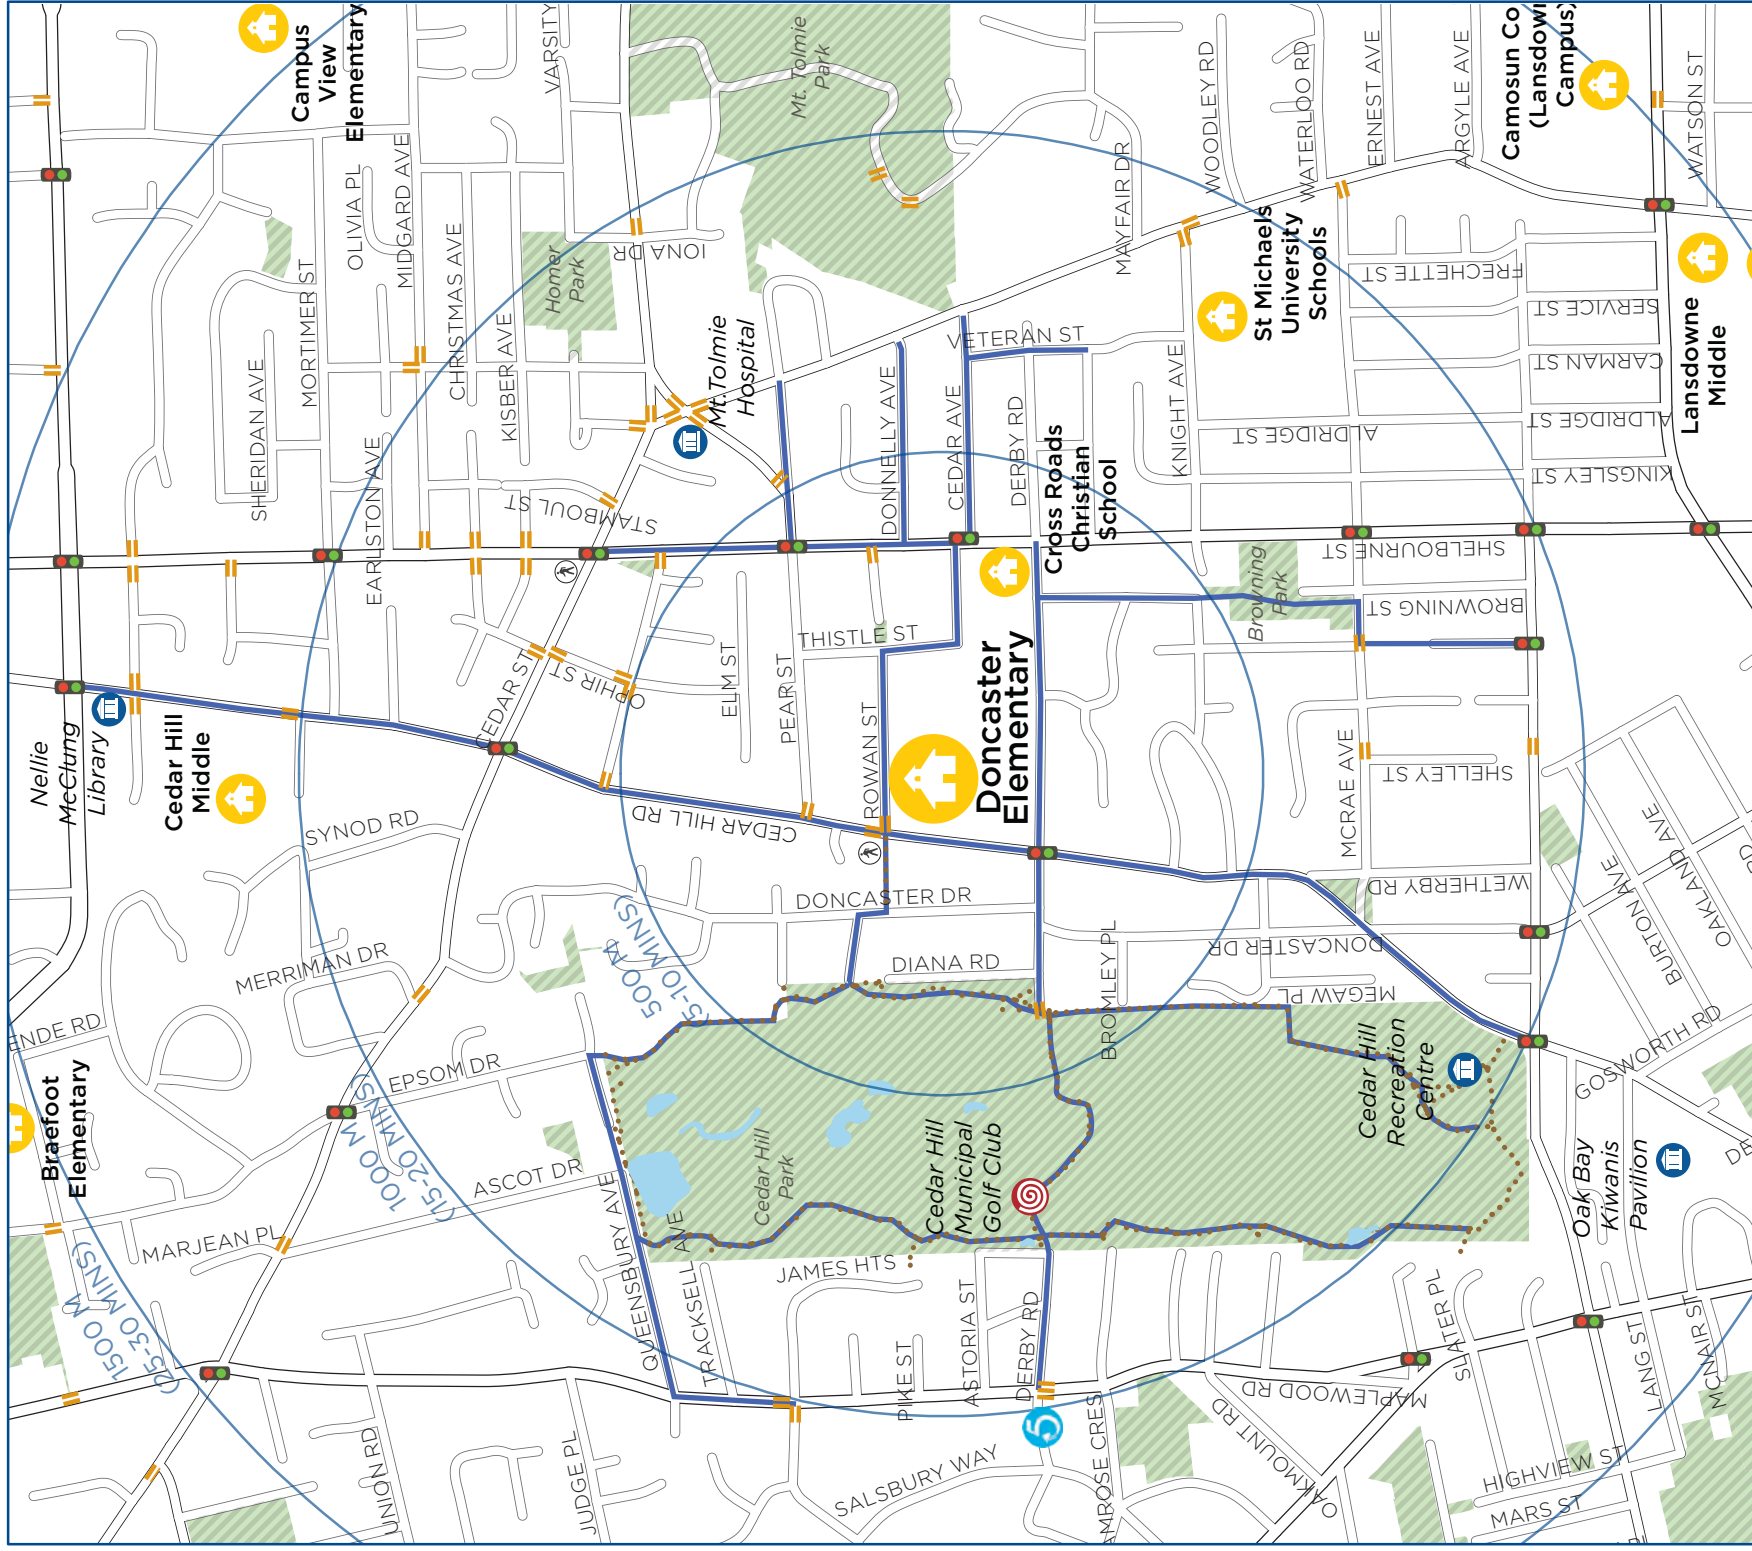 Campus
View
Elementary
VARSITY
Mt. Tolmie
Park
WOODLEY RD
WATERLOO RD
ERNEST AVE
ARGYLE AVE
Camosun Co
(Lansdown
Campus)
WATSON ST
OLIVIA PL
MIDGARD AVE
CHRISTMAS AVE
KISBER AVE
Homer
Park
IONA DR
MAYFAIR DR
St Michaels
University
Schools
FRECHETTE ST
SERVICE ST
CARMAN ST
ALDRIDGE ST
ALDRIDGE ST
KINGSLEY ST
Lansdowne
Middle
SHERIDAN AVE
MORTIMER ST
EARLSTON AVE
STAMBOUL ST
Mt. Tolmie
Hospital
DONNELLY AVE
CEDAR AVE
DERBY RD
VETERAN ST
KNIGHT AVE
Cross Roads
Christian
School
SHELBOURNE ST
BROWNING ST
Browning
Park
Nellie
McClung
Library
Cedar Hill
Middle
CEDAR ST
OPHIR ST
ELM ST
PEAR ST
THISTLE ST
ROWAN ST
Doncaster
Elementary
CEDAR HILL RD
MCRAE AVE
SHELLEY ST
WETHERBY RD
SYNOD RD
MERRIMAN DR
DONCASTER DR
DONCASTER DR
DIANA RD
BROMLEY PL
MEGAW PL
BURTON AVE
OAKLAND AVE
GOSWORTH RD
500 M
(5-10 MINS)
1000 M
(15-20 MINS)
1500 M
(25-30 MINS)
ENDE RD
Braefoot
Elementary
EPSOM DR
ASCOT DR
MARJEAN PL
QUEENSBURY AVE
TRACKSELL AVE
Cedar Hill
Park
Cedar Hill
Municipal
Golf Club
Cedar Hill
Recreation
Centre
Oak Bay
Kiwanis
Pavilion
DE
JAMES HTS
PIKE ST
ASTORIA ST
DERBY RD
5
SLATER PL
MAPLEWOOD RD
LANG ST
MCNAIR ST
UNION RD
JUDGE PL
SALSBURY WAY
AMROSE CRES
OAKMOUNT RD
HIGHVIEW ST
MARS ST